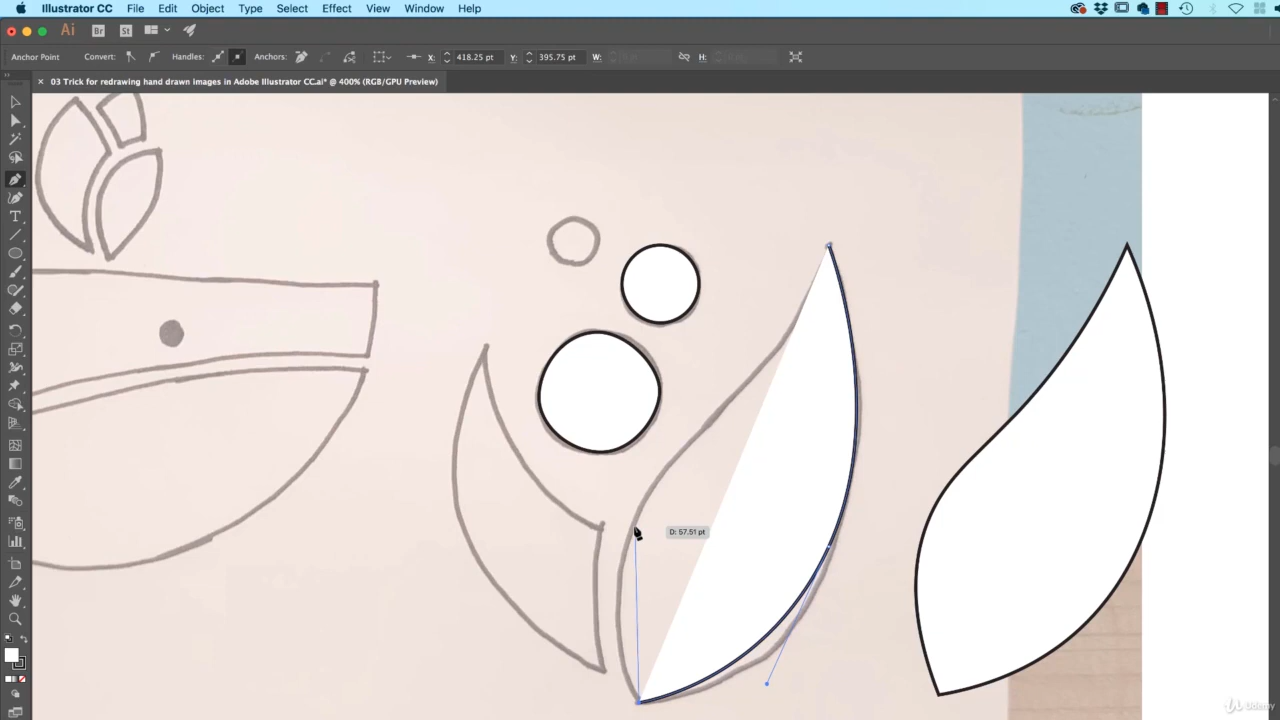 Illustrator CC File Edit Object Type Select Effect View Window Help
Ai Br St
Anchor Point Convert: Handles: Anchors: X: 418.25 pt Y: 395.75 pt W: H:
× 03 Trick for redrawing hand drawn images in Adobe Illustrator CC.ai* @ 400% (RGB/GPU Preview)
D: 57.51 pt
Udemy